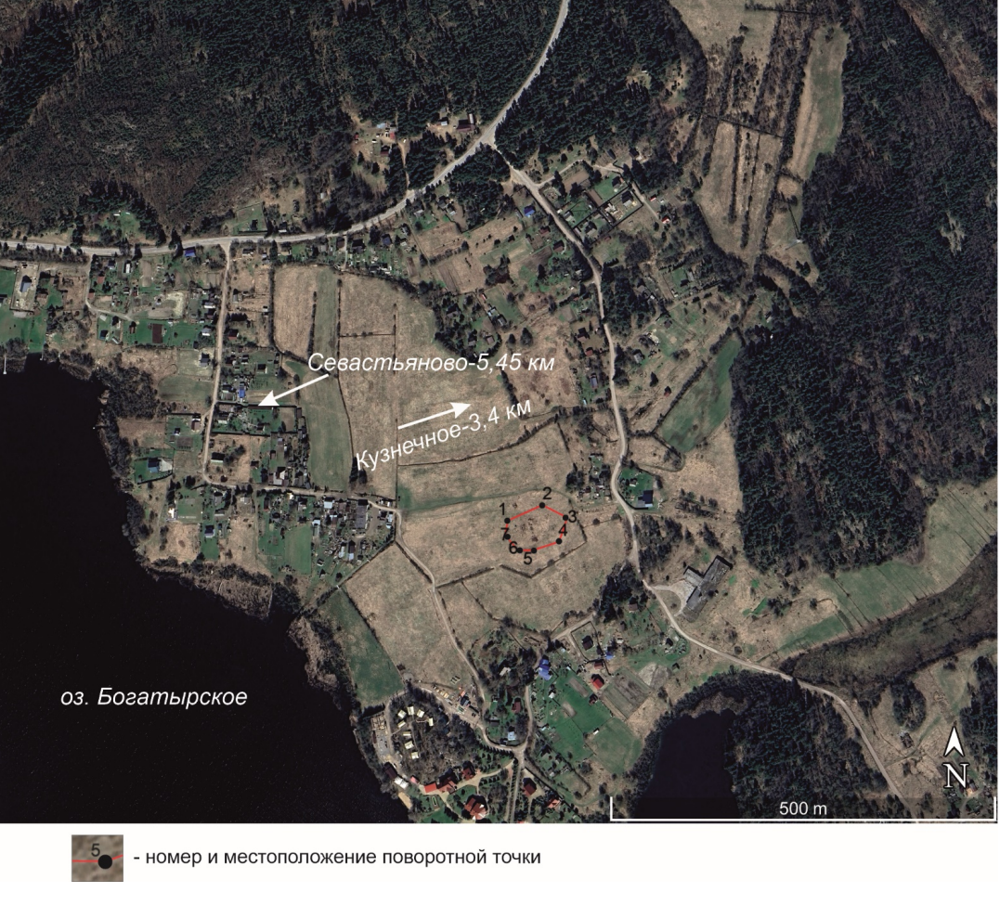 Севастьяново-5,45 км
Кузнечное-3,4 км
1
2
3
4
5
6
7
оз. Богатырское
N
500 m
5
- номер и местоположение поворотной точки